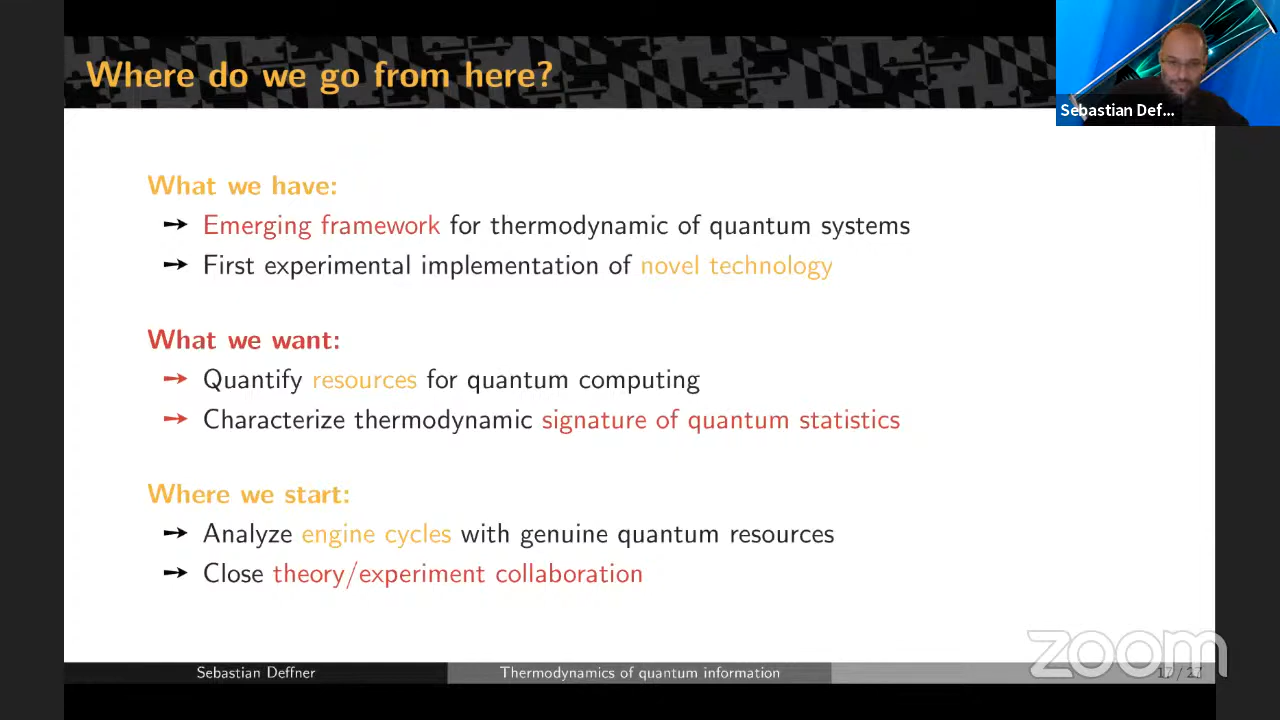 Where do we go from here?
Sebastian Def...
What we have:
Emerging framework for thermodynamic of quantum systems
First experimental implementation of novel technology
What we want:
Quantify resources for quantum computing
Characterize thermodynamic signature of quantum statistics
Where we start:
Analyze engine cycles with genuine quantum resources
Close theory/experiment collaboration
zoom
Sebastian Deffner
Thermodynamics of quantum information
17 / 27